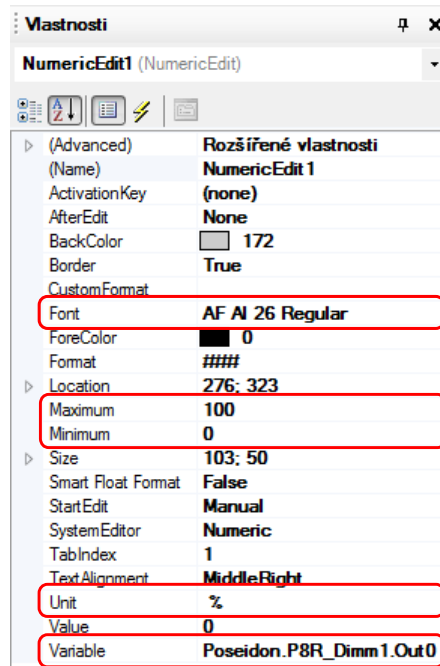 Vlastnosti
NumericEdit1 (NumericEdit)
(Advanced) Rozšířené vlastnosti
(Name) NumericEdit1
ActivationKey (none)
AfterEdit None
BackColor 172
Border True
CustomFormat
Font AF Al 26 Regular
ForeColor 0
Format ####
Location 276; 323
Maximum 100
Minimum 0
Size 103; 50
Smart Float Format False
StartEdit Manual
SystemEditor Numeric
TabIndex 1
TextAlignment MiddleRight
Unit %
Value 0
Variable Poseidon.P8R_Dimm1.Out0